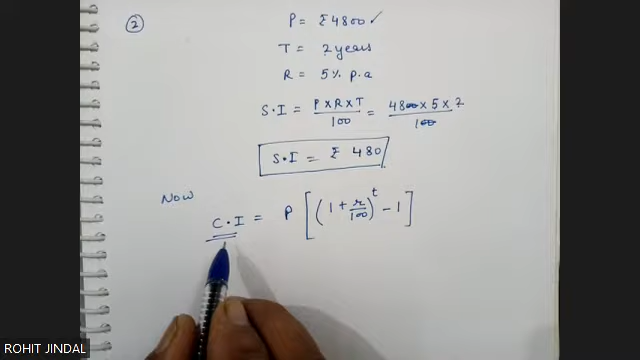 ② P = ₹4800 ✓
T = 2 years
R = 5% p.a
S·I = P×R×T/100 = 4800×5×2/100
S·I = ₹ 480
Now
C·I = P[(1 + r/100)^t - 1]
ROHIT JINDAL